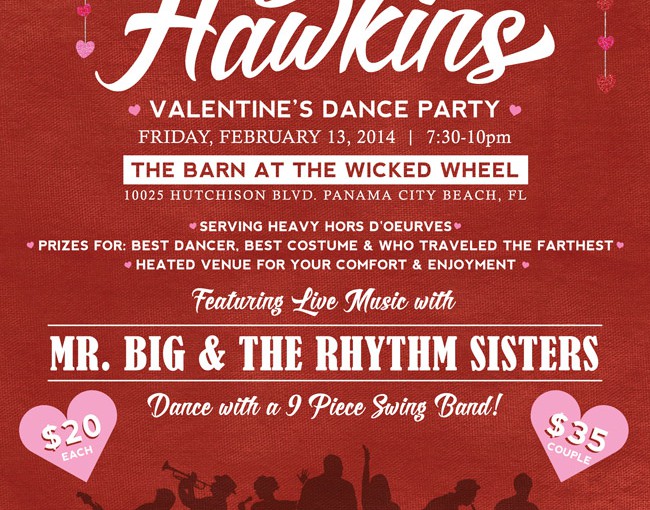 Hawkins
VALENTINE'S DANCE PARTY
FRIDAY, FEBRUARY 13, 2014 | 7:30-10pm
THE BARN AT THE WICKED WHEEL
10025 HUTCHISON BLVD. PANAMA CITY BEACH, FL
SERVING HEAVY HORS D'OEURVES
PRIZES FOR: BEST DANCER, BEST COSTUME & WHO TRAVELED THE FARTHEST
HEATED VENUE FOR YOUR COMFORT & ENJOYMENT
Featuring Live Music with
MR. BIG & THE RHYTHM SISTERS
Dance with a 9 Piece Swing Band!
$20
EACH
$35
COUPLE